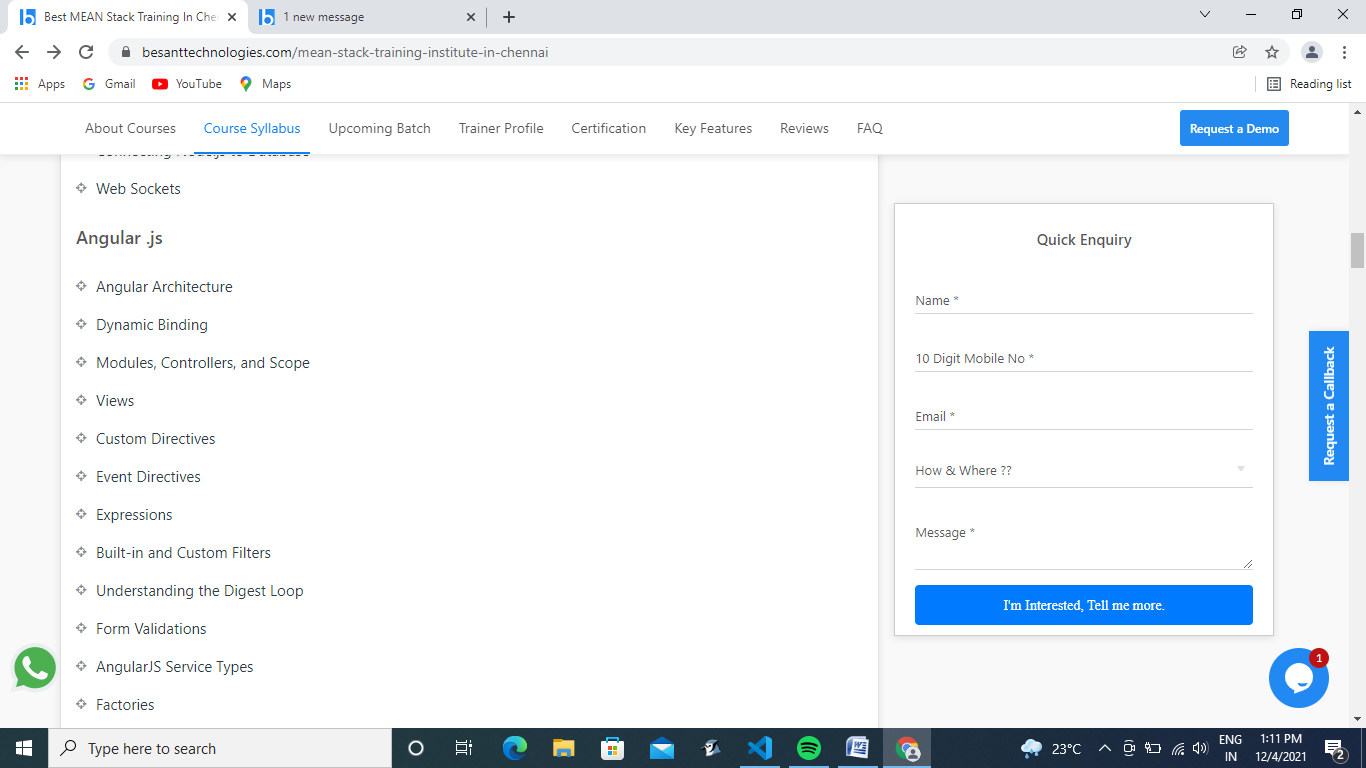 Best MEAN Stack Training In Che
1 new message
besanttechnologies.com/mean-stack-training-institute-in-chennai
Apps
Gmail
YouTube
Maps
Reading list
About Courses
Course Syllabus
Upcoming Batch
Trainer Profile
Certification
Key Features
Reviews
FAQ
Request a Demo
Connecting Node.js to Database
Web Sockets
Angular .js
Angular Architecture
Dynamic Binding
Modules, Controllers, and Scope
Views
Custom Directives
Event Directives
Expressions
Built-in and Custom Filters
Understanding the Digest Loop
Form Validations
AngularJS Service Types
Factories
Quick Enquiry
Name *
10 Digit Mobile No *
Email *
How & Where ??
Message *
I'm Interested, Tell me more.
Request a Callback
1
Type here to search
23°C
ENG
IN
1:11 PM
12/4/2021
2